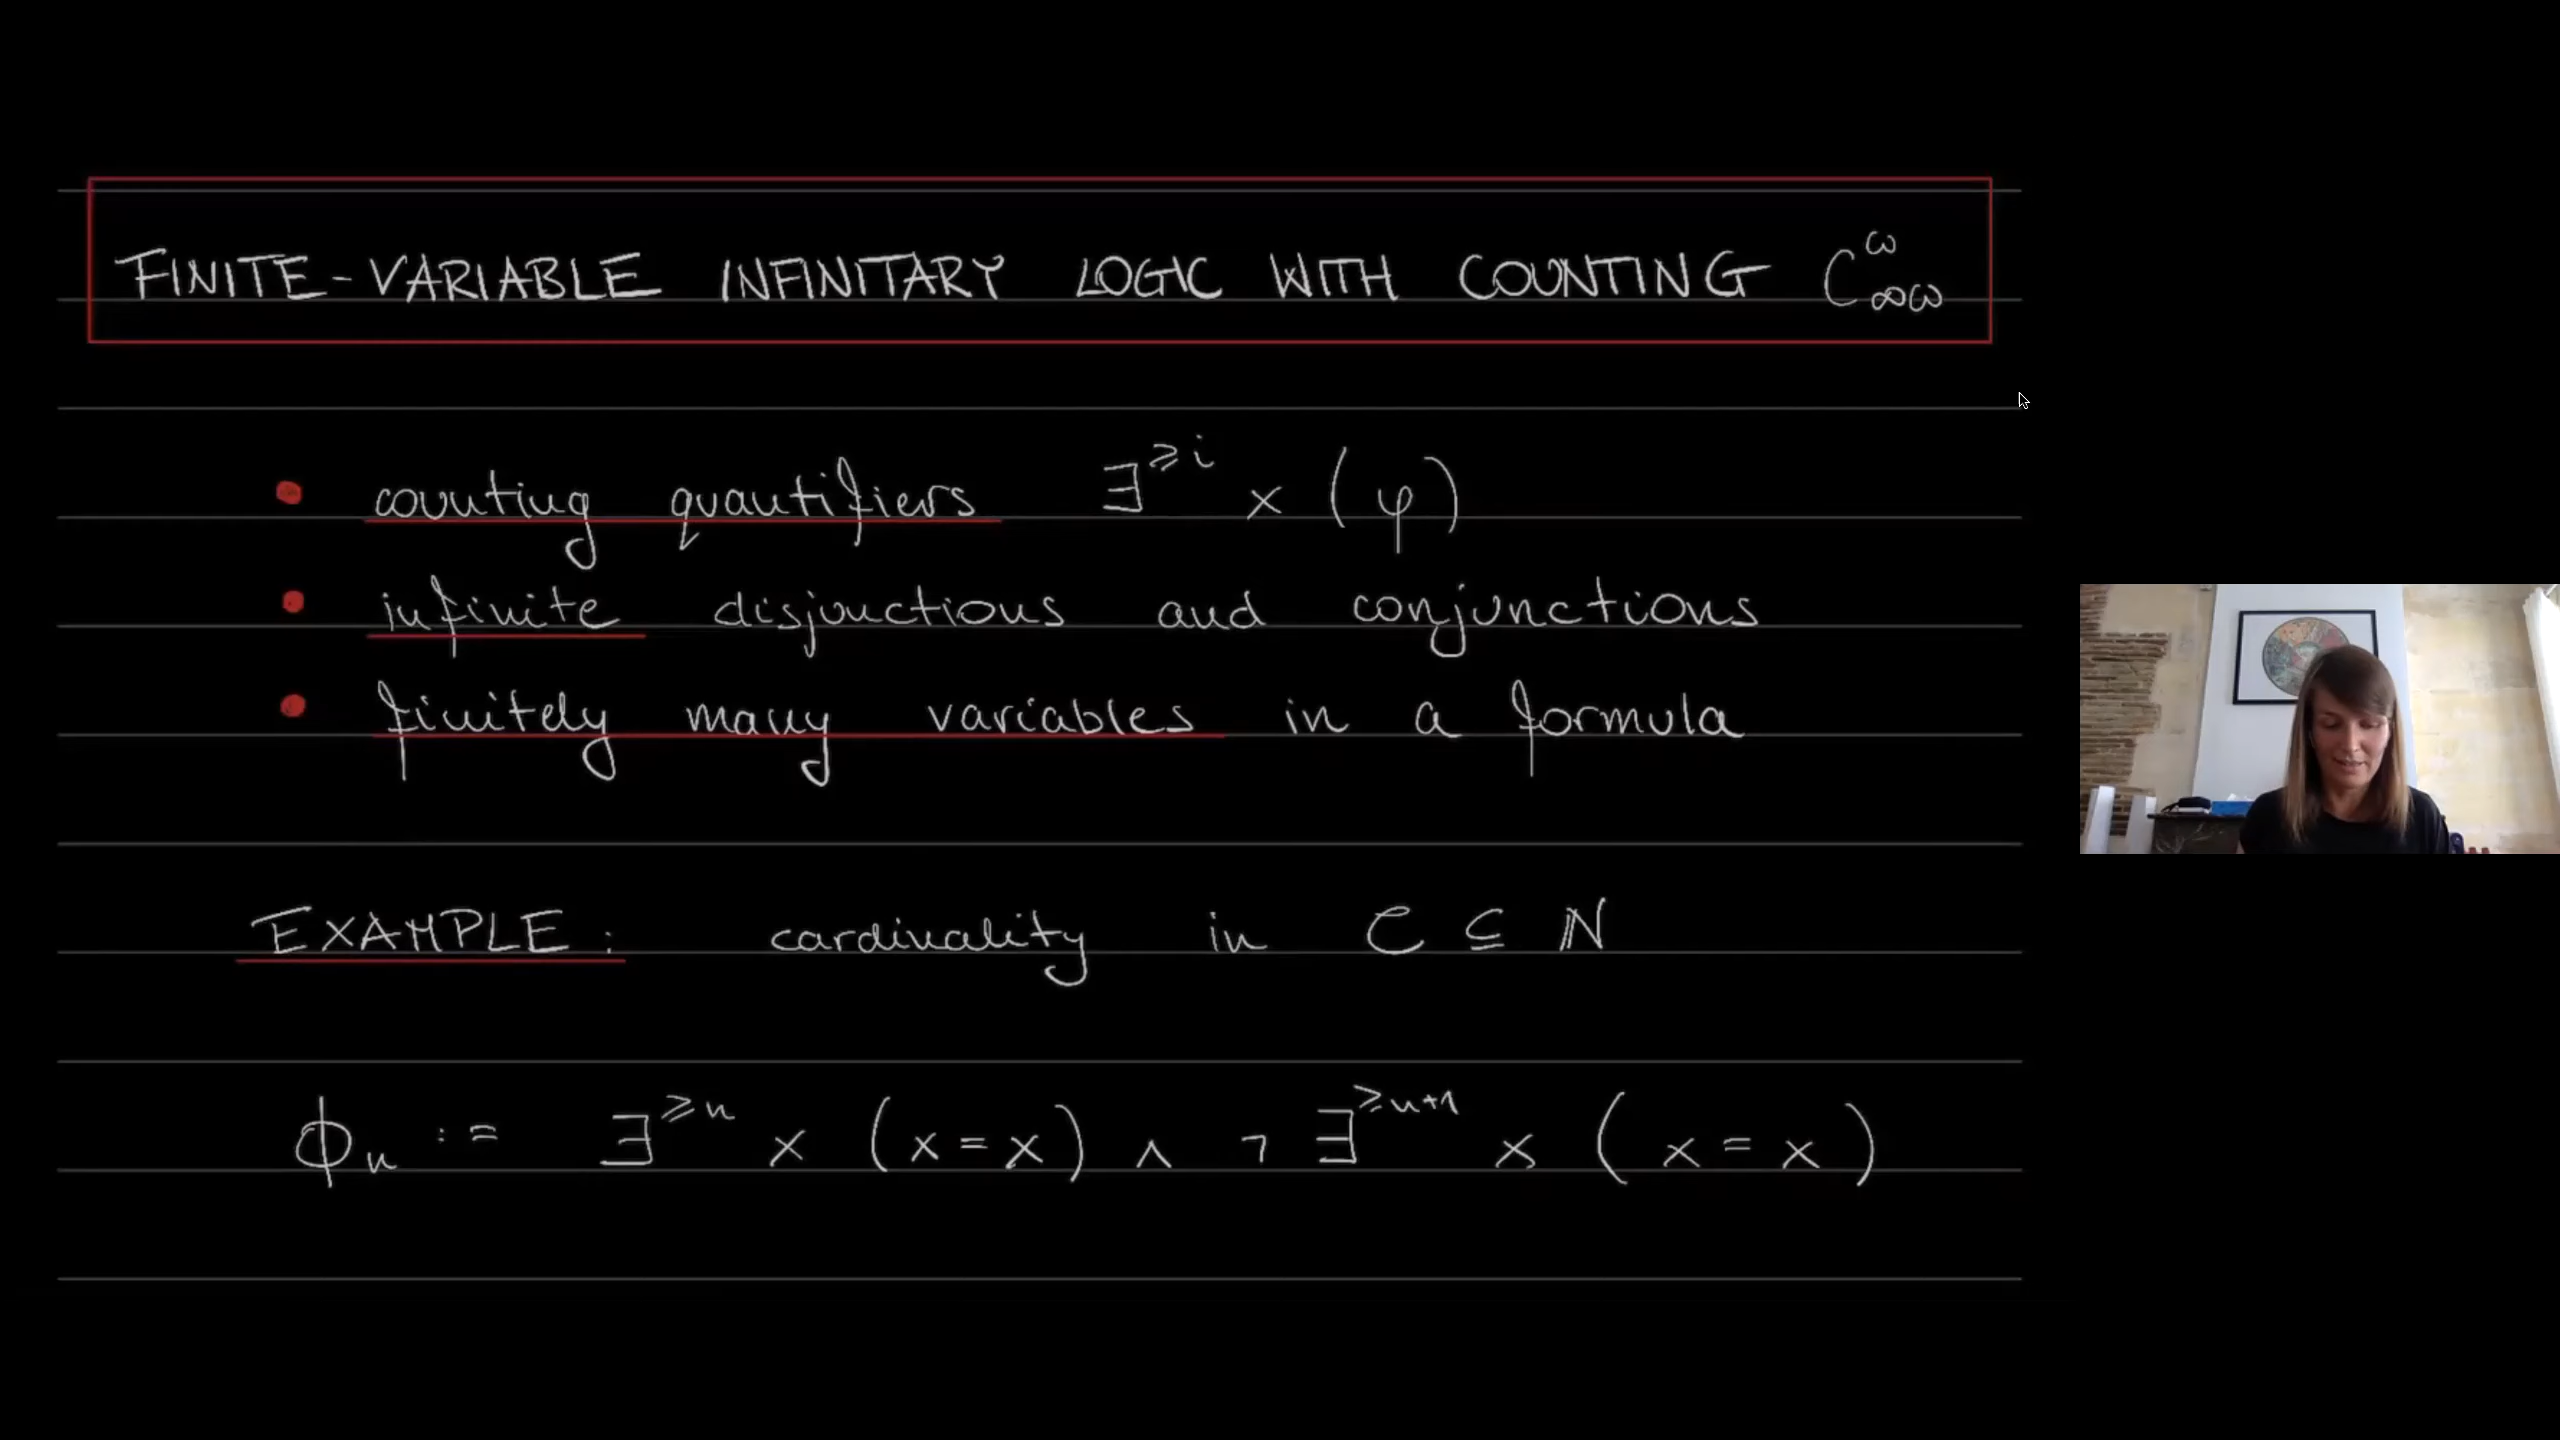 FINITE-VARIABLE INFINITARY LOGIC WITH COUNTING C^ω_∞ω
• counting quantifiers ∃^≥i x (φ)
• infinite disjunctions and conjunctions
• finitely many variables in a formula
EXAMPLE: cardinality in C ⊆ ℕ
ϕ_n := ∃^≥n x (x = x) ∧ ¬ ∃^≥n+1 x (x = x)